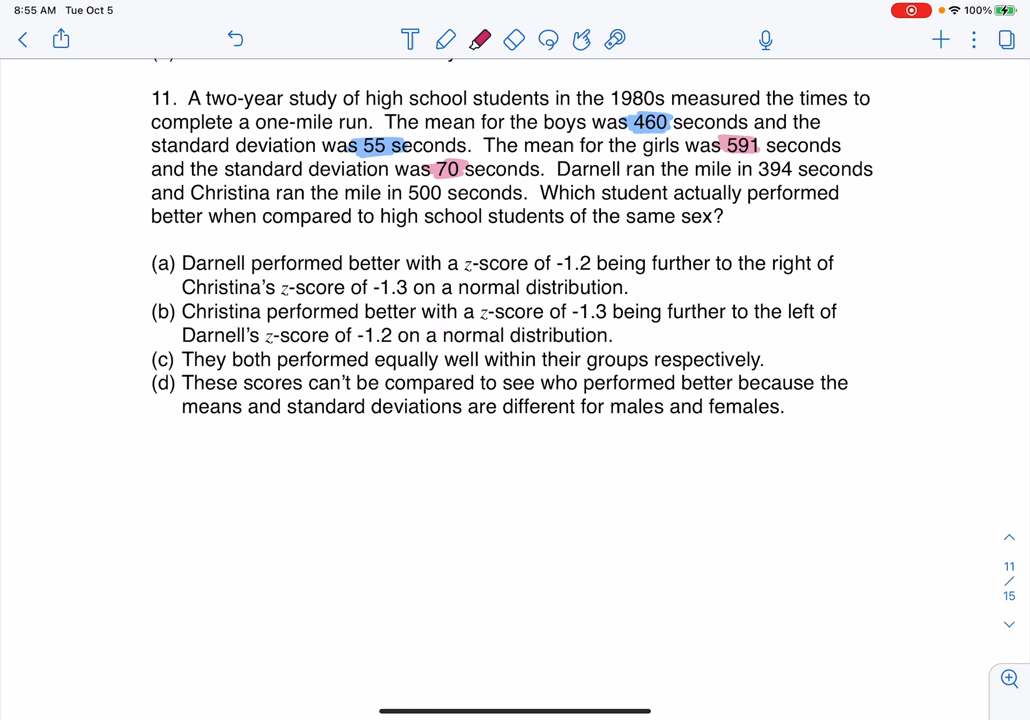 8:55 AM Tue Oct 5
100%
11. A two-year study of high school students in the 1980s measured the times to
complete a one-mile run. The mean for the boys was 460 seconds and the
standard deviation was 55 seconds. The mean for the girls was 591 seconds
and the standard deviation was 70 seconds. Darnell ran the mile in 394 seconds
and Christina ran the mile in 500 seconds. Which student actually performed
better when compared to high school students of the same sex?
(a) Darnell performed better with a z-score of -1.2 being further to the right of
Christina's z-score of -1.3 on a normal distribution.
(b) Christina performed better with a z-score of -1.3 being further to the left of
Darnell's z-score of -1.2 on a normal distribution.
(c) They both performed equally well within their groups respectively.
(d) These scores can't be compared to see who performed better because the
means and standard deviations are different for males and females.
11
/
15